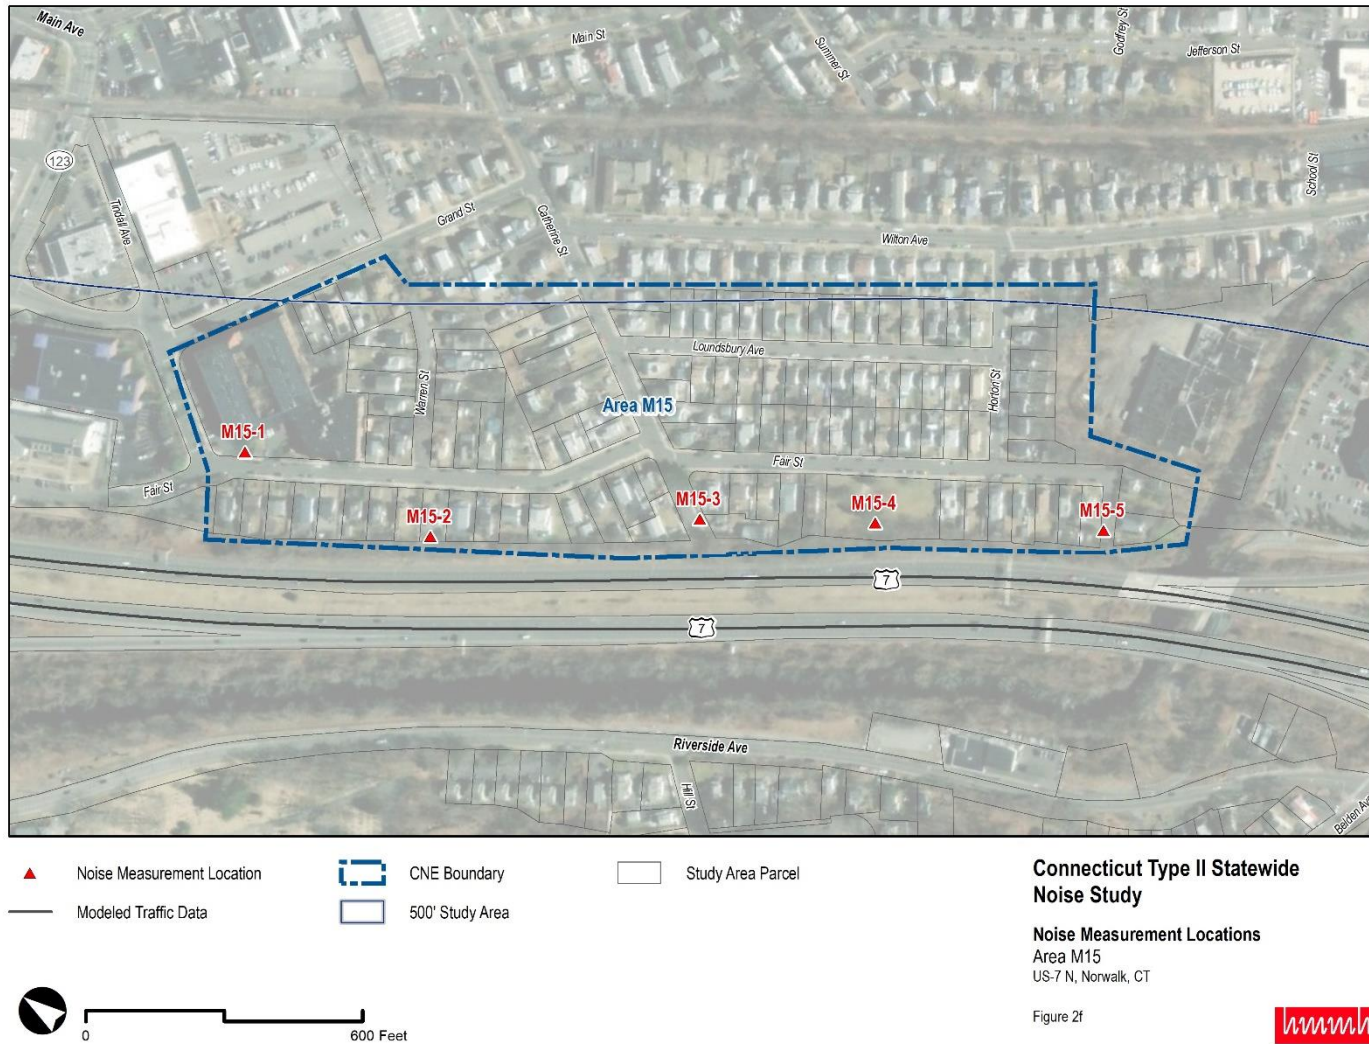 Main Ave
Main St
Summer St
Godfrey St
Jefferson St
123
Tindall Ave
Grand St
Catherine St
School St
Wilton Ave
Loundsbury Ave
Warren St
Horton St
Area M15
M15-1
Fair St
Fair St
M15-2
M15-3
M15-4
M15-5
7
7
Riverside Ave
Hill St
Belden Ave
Noise Measurement Location
CNE Boundary
Study Area Parcel
Modeled Traffic Data
500' Study Area
Connecticut Type II Statewide
Noise Study
Noise Measurement Locations
Area M15
US-7 N, Norwalk, CT
Figure 2f
0
600 Feet
hmmh